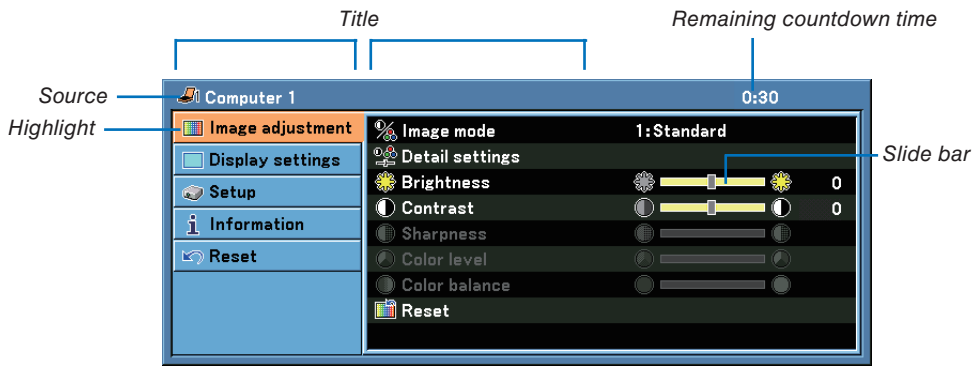 Title
Remaining countdown time
Source
Computer 1
0:30
Highlight
Image adjustment
Display settings
Setup
Information
Reset
Image mode 1:Standard
Detail settings
Brightness 0
Contrast 0
Sharpness
Color level
Color balance
Reset
Slide bar